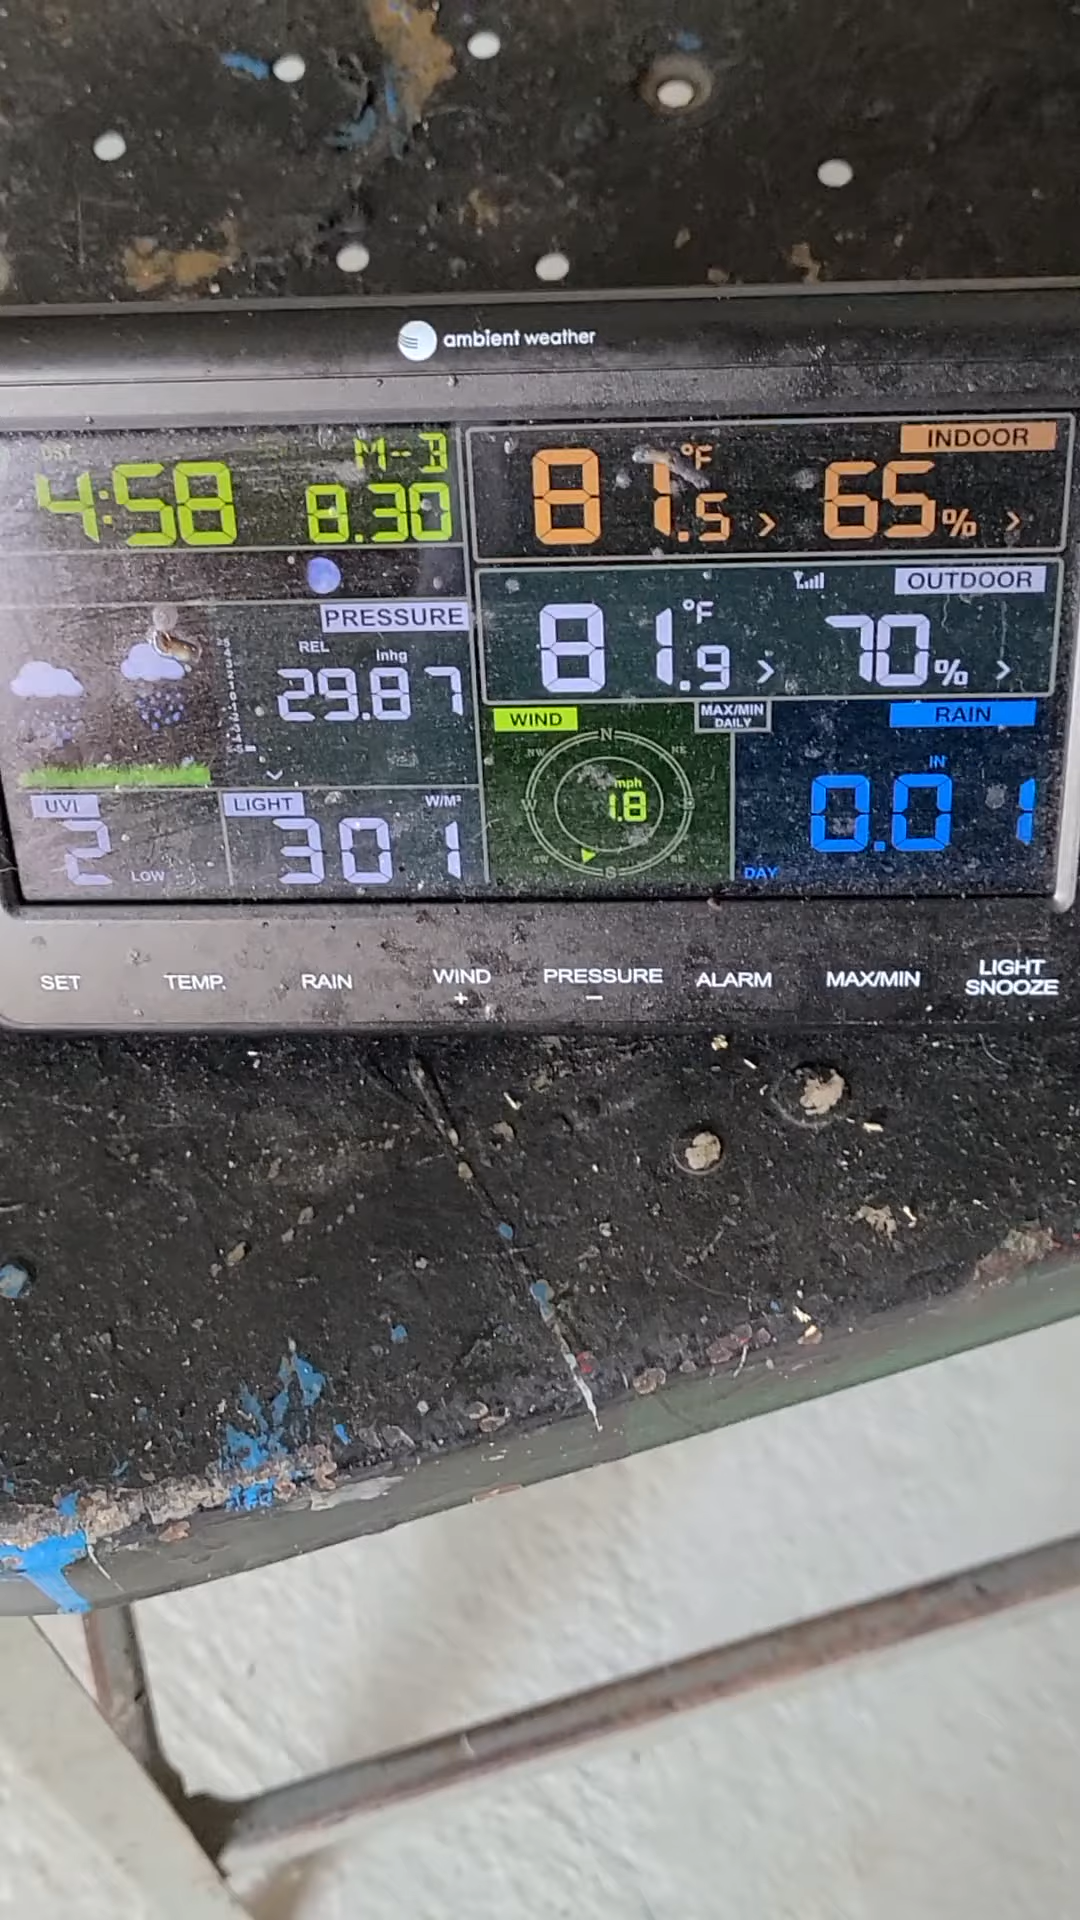 ambient weather
DST
M--D
4:58
8.30
°F
INDOOR
81.5
65%
OUTDOOR
°F
81.9
70%
PRESSURE
REL
inhg
29.87
WIND
MAX/MIN
DAILY
RAIN
N
NW
NE
W
mph
1.8
SW
SE
S
IN
0.01
DAY
UVI
2
LOW
LIGHT
W/M²
301
SET
TEMP.
RAIN
WIND
+
PRESSURE
–
ALARM
MAX/MIN
LIGHT
SNOOZE